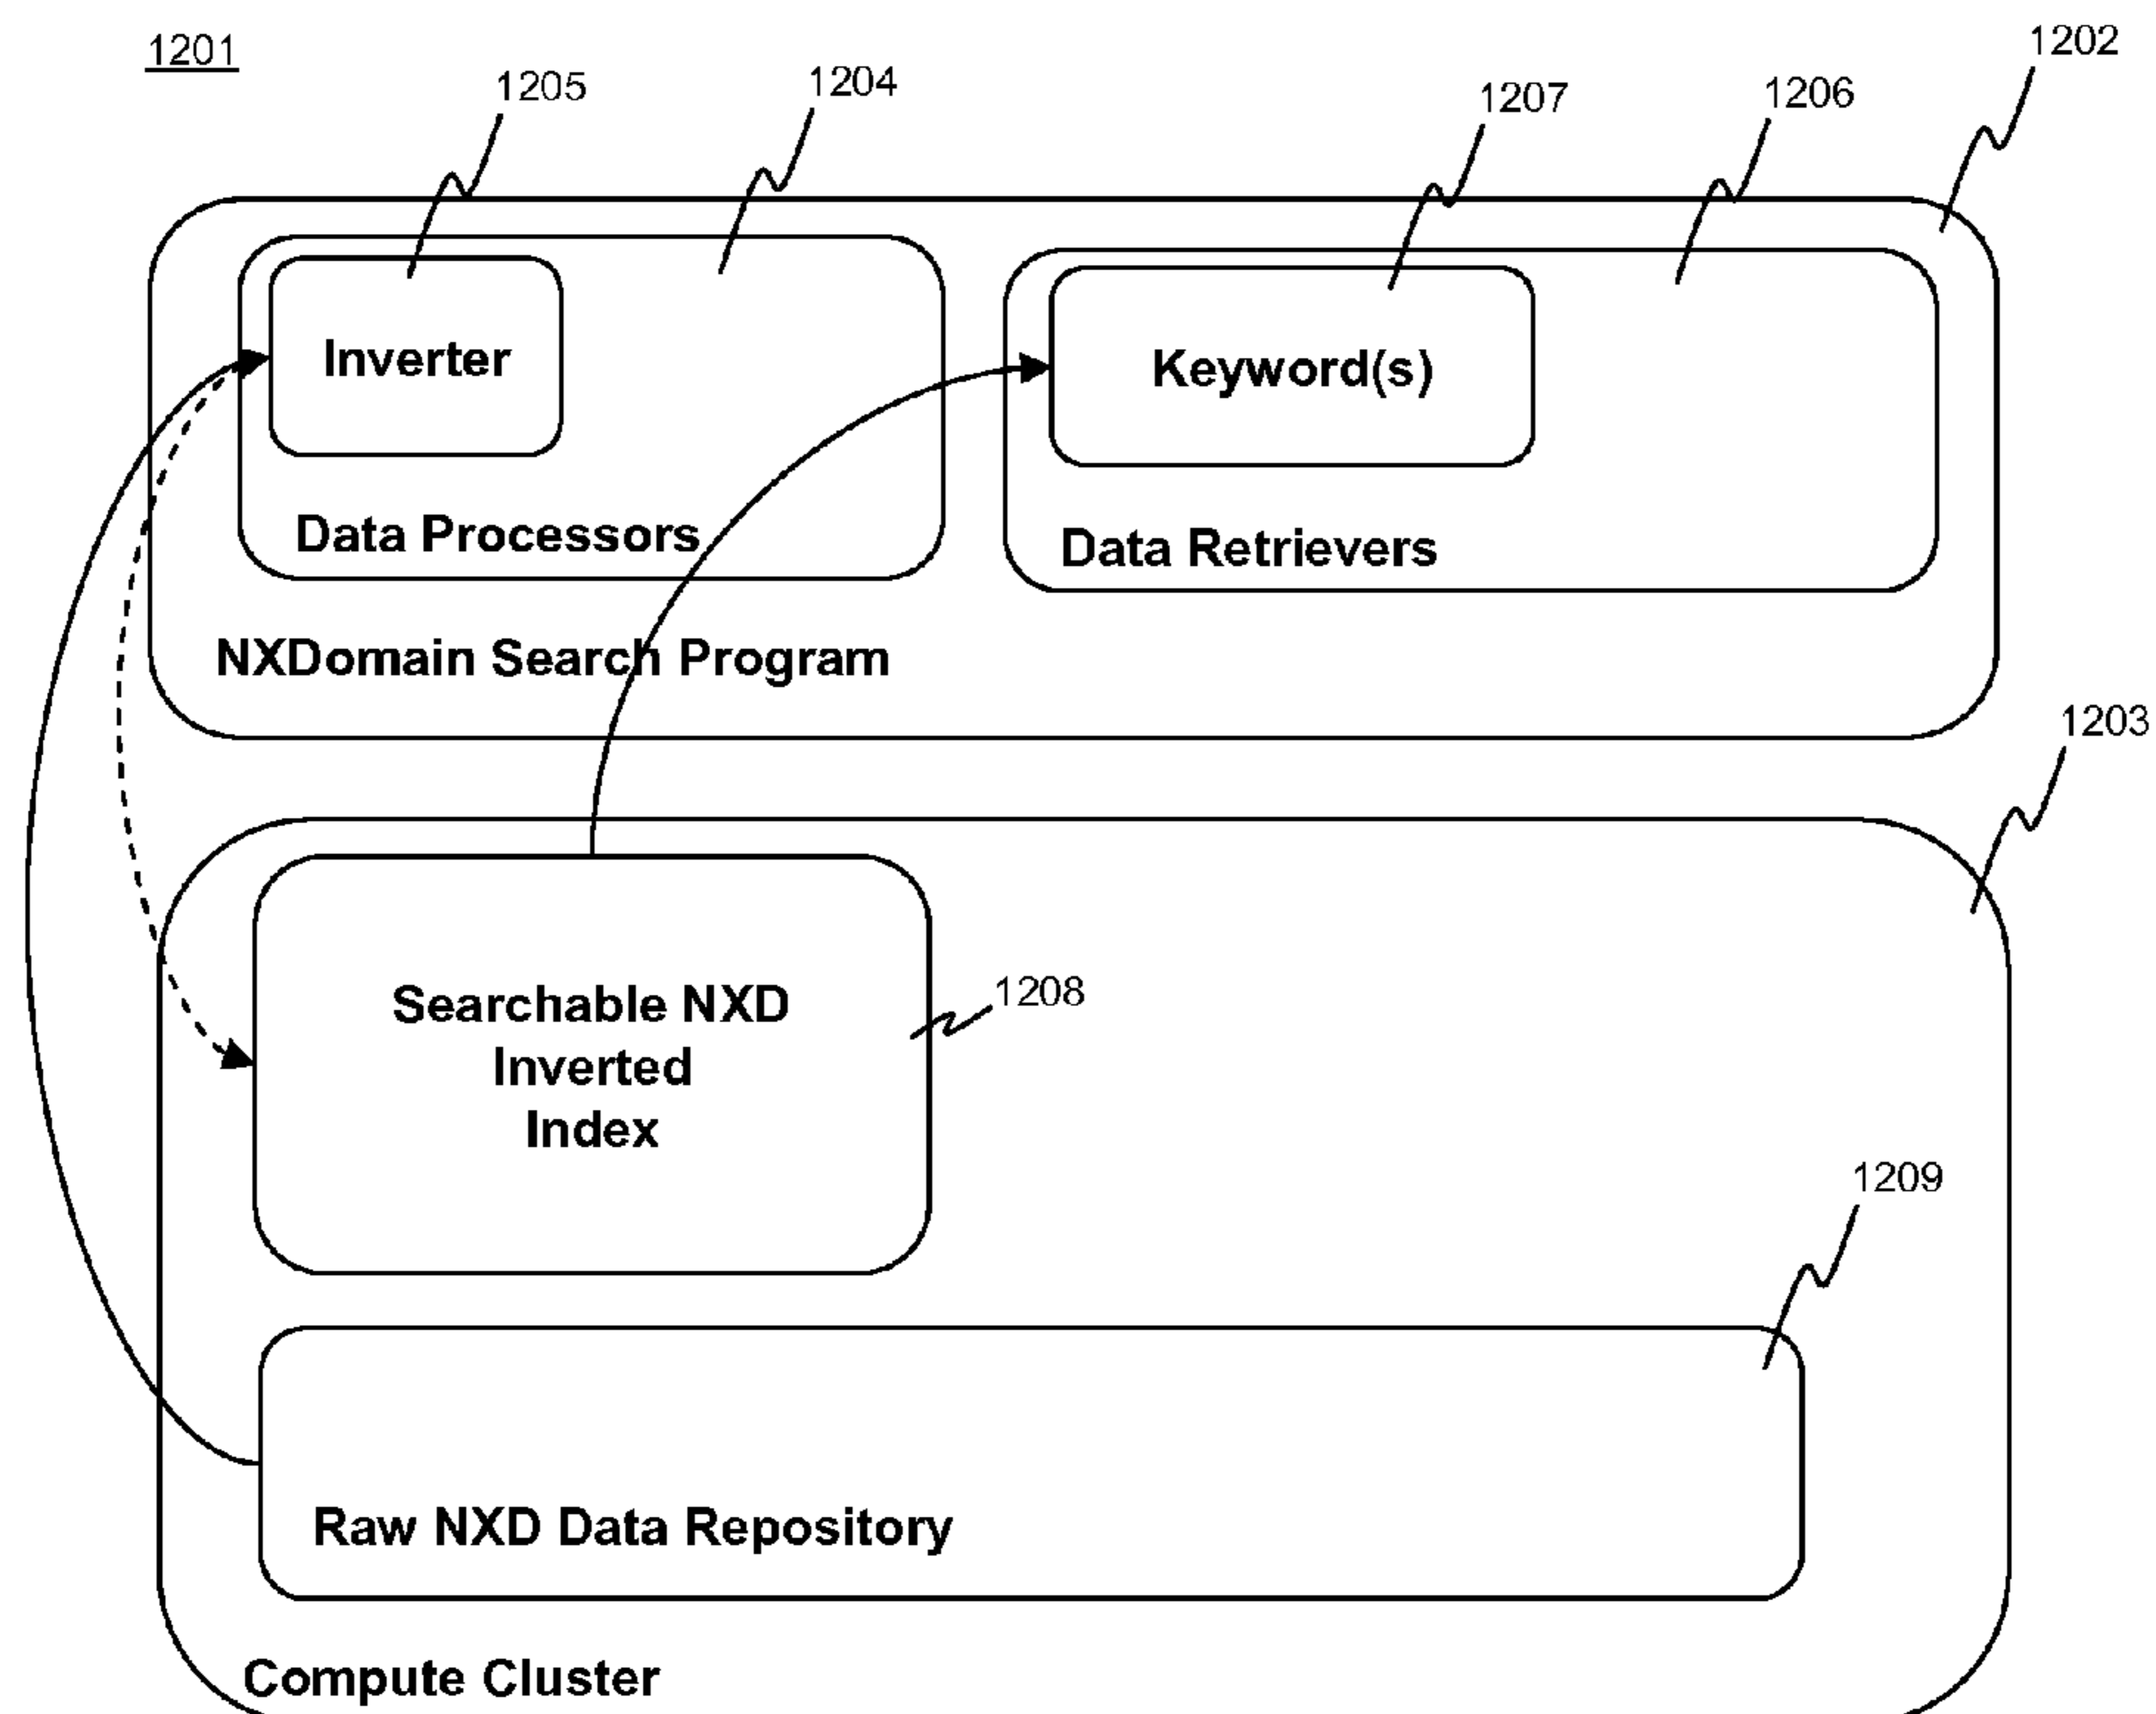 1201
1202
1205
1204
1207
1206
Inverter
Keyword(s)
Data Processors
Data Retrievers
NXDomain Search Program
1203
Searchable NXD
Inverted
Index
1208
1209
Raw NXD Data Repository
Compute Cluster